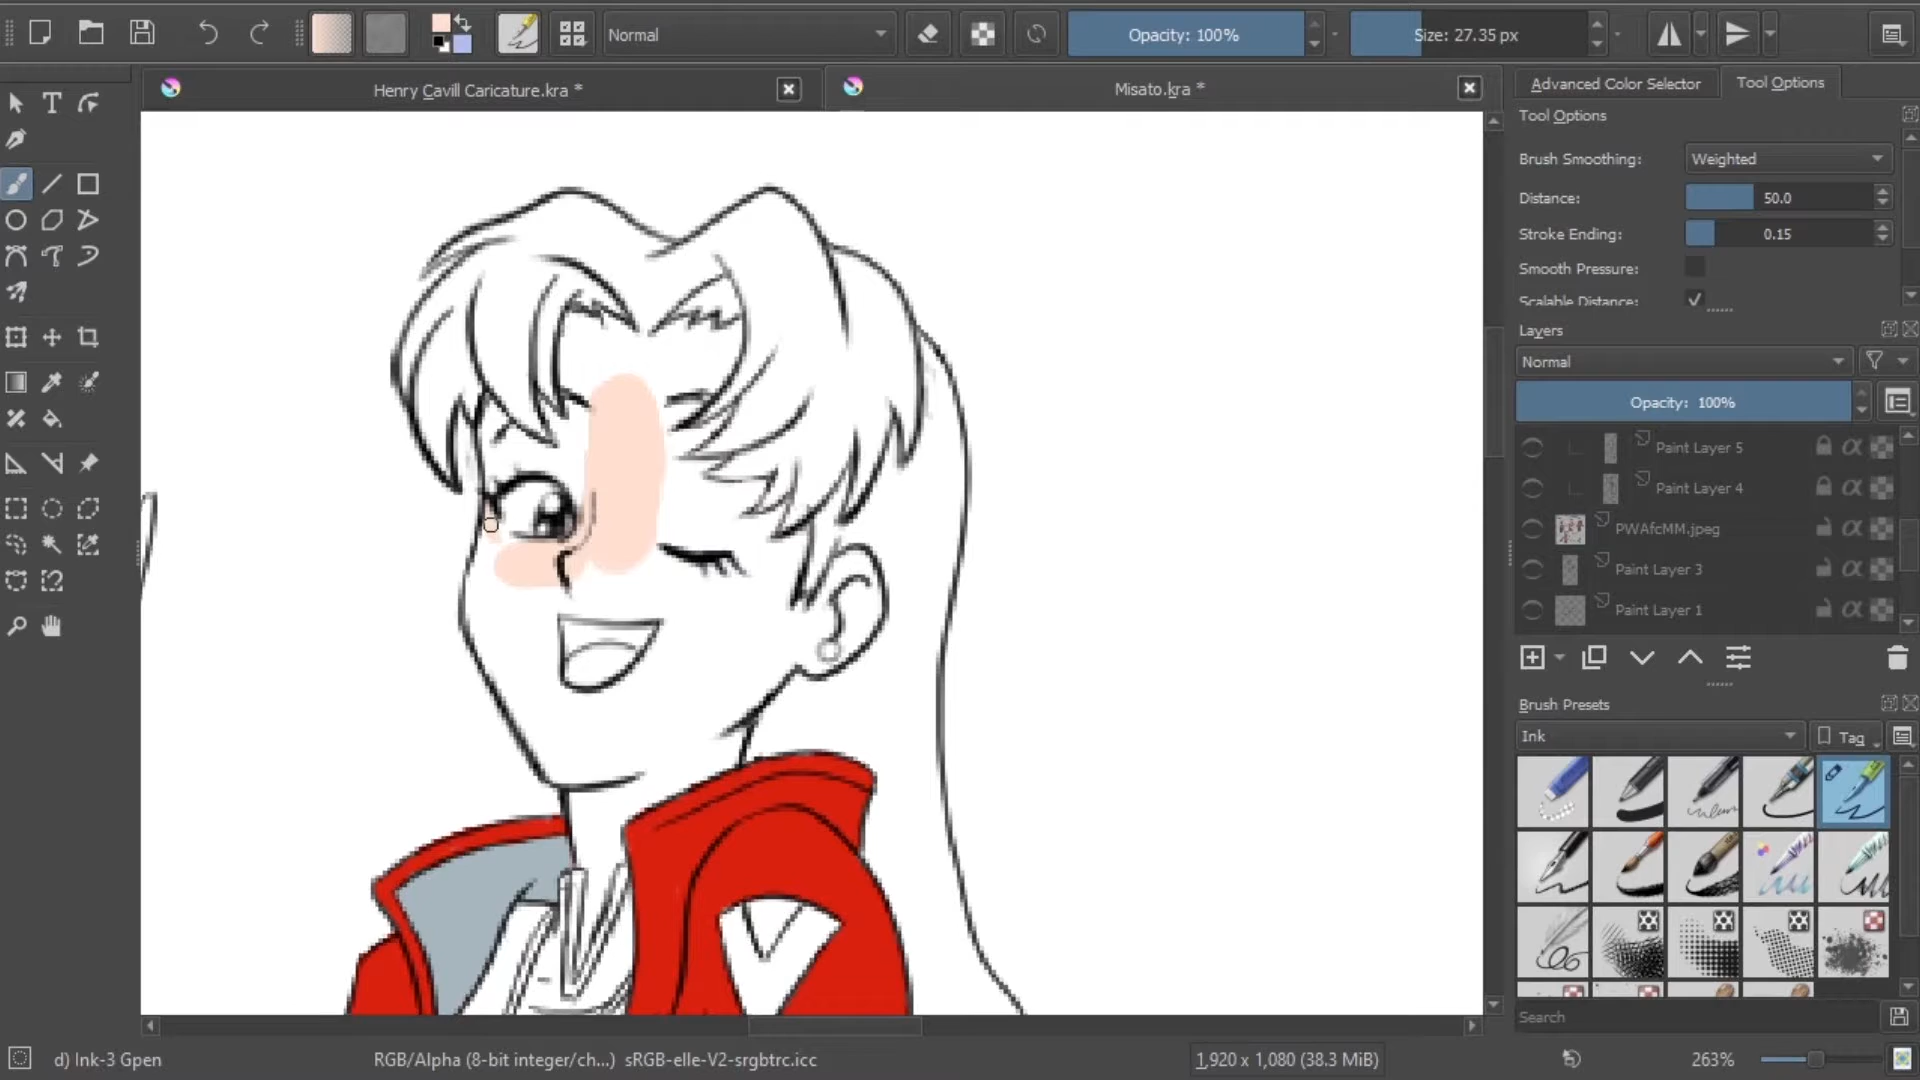 Normal
Opacity: 100%
Size: 27.35 px
Henry Cavill Caricature.kra *
Misato.kra *
Advanced Color Selector
Tool Options
Tool Options
Brush Smoothing:
Weighted
Distance:
50.0
Stroke Ending:
0.15
Smooth Pressure:
Scalable Distance:
Layers
Normal
Opacity: 100%
Paint Layer 5
Paint Layer 4
PWAfcMM.jpeg
Paint Layer 3
Paint Layer 1
Brush Presets
Ink
Tag
Search
d) Ink-3 Gpen
RGB/Alpha (8-bit integer/ch...) sRGB-elle-V2-srgbtrc.icc
1,920 x 1,080 (38.3 MiB)
263%